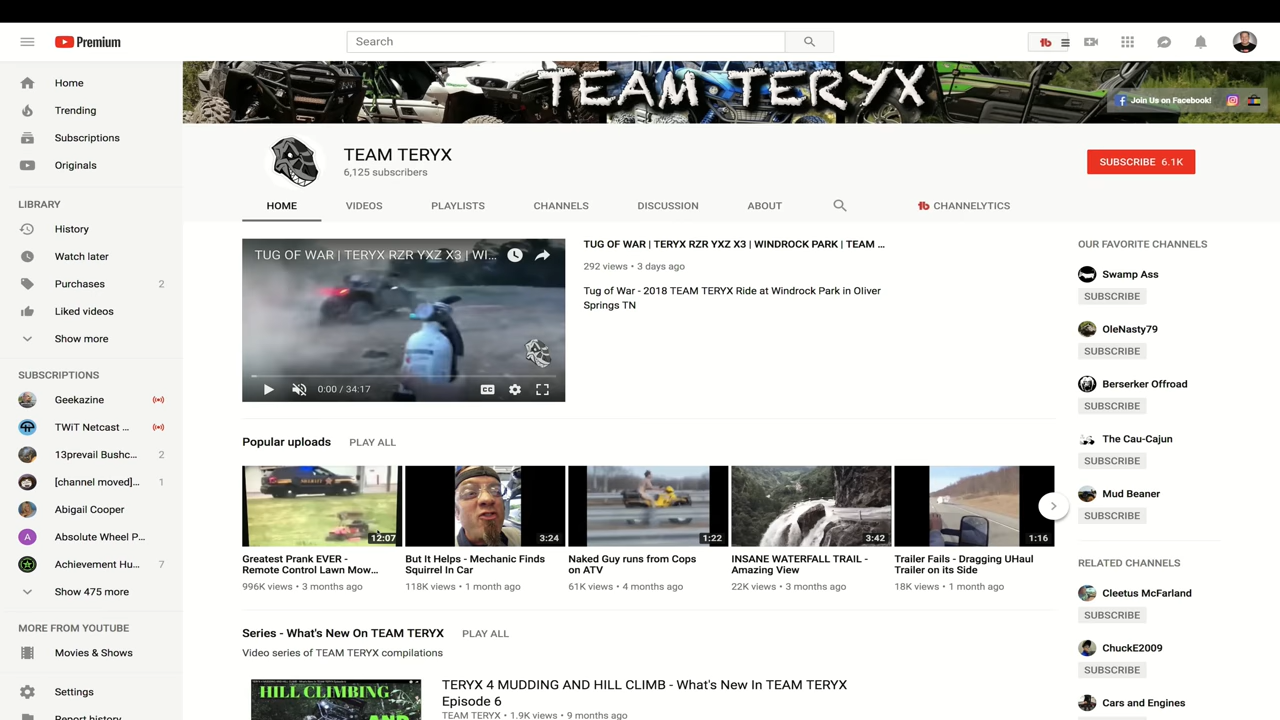 Premium
Search
tb
TEAM TERYX
Join Us on Facebook!
Home
Trending
Subscriptions
Originals
LIBRARY
History
Watch later
Purchases 2
Liked videos
Show more
SUBSCRIPTIONS
Geekazine
TWiT Netcast ...
13prevail Bushc... 2
[channel moved]... 1
Abigail Cooper
A Absolute Wheel P...
Achievement Hu... 7
Show 475 more
MORE FROM YOUTUBE
Movies & Shows
Settings
Report history
TEAM TERYX
6,125 subscribers
SUBSCRIBE 6.1K
HOME VIDEOS PLAYLISTS CHANNELS DISCUSSION ABOUT tb CHANNELYTICS
TUG OF WAR | TERYX RZR YXZ X3 | WI...
0:00 / 34:17
CC
TUG OF WAR | TERYX RZR YXZ X3 | WINDROCK PARK | TEAM ...
292 views • 3 days ago
Tug of War - 2018 TEAM TERYX Ride at Windrock Park in Oliver
Springs TN
Popular uploads PLAY ALL
SHERIFF
12:07
Greatest Prank EVER -
Remote Control Lawn Mow...
996K views • 3 months ago
3:24
But It Helps - Mechanic Finds
Squirrel In Car
118K views • 1 month ago
1:22
Naked Guy runs from Cops
on ATV
61K views • 4 months ago
3:42
INSANE WATERFALL TRAIL -
Amazing View
22K views • 3 months ago
1:16
Trailer Fails - Dragging UHaul
Trailer on its Side
18K views • 1 month ago
Series - What's New On TEAM TERYX PLAY ALL
Video series of TEAM TERYX compilations
HILL CLIMBING
AND
TERYX 4 MUDDING AND HILL CLIMB - What's New In TEAM TERYX
Episode 6
TEAM TERYX • 1.9K views • 9 months ago
OUR FAVORITE CHANNELS
Swamp Ass
SUBSCRIBE
OleNasty79
SUBSCRIBE
Berserker Offroad
SUBSCRIBE
The Cau-Cajun
SUBSCRIBE
Mud Beaner
SUBSCRIBE
RELATED CHANNELS
Cleetus McFarland
SUBSCRIBE
ChuckE2009
SUBSCRIBE
Cars and Engines